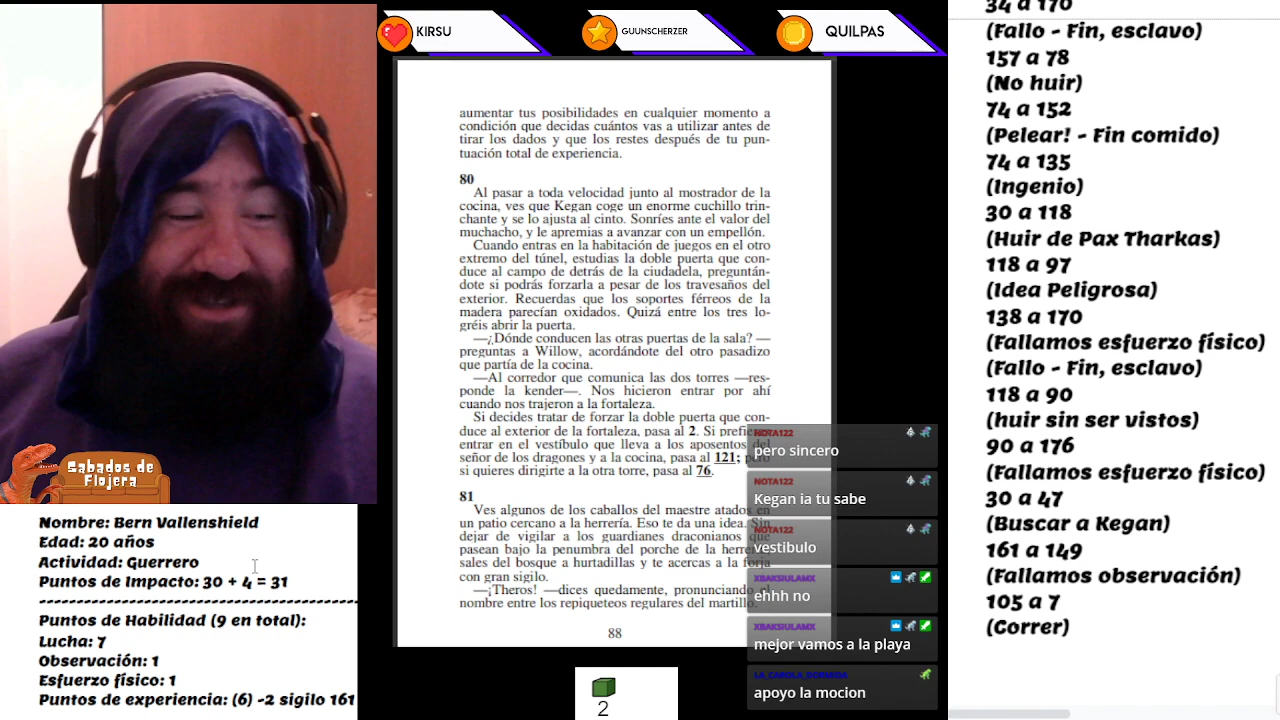 KIRSU
GUUNSCHERZER
QUILPAS
aumentar tus posibilidades en cualquier momento a
condición que decidas cuántos vas a utilizar antes de
tirar los dados y que los restes después de tu pun-
tuación total de experiencia.
80
Al pasar a toda velocidad junto al mostrador de la
cocina, ves que Kegan coge un enorme cuchillo trin-
chante y se lo ajusta al cinto. Sonríes ante el valor del
muchacho, y le apremias a avanzar con un empellón.
Cuando entras en la habitación de juegos en el otro
extremo del túnel, estudias la doble puerta que con-
duce al campo de detrás de la ciudadela, preguntán-
dote si podrás forzarla a pesar de los travesaños del
exterior. Recuerdas que los soportes férreos de la
madera parecían oxidados. Quizá entre los tres lo-
gréis abrir la puerta.
—¿Dónde conducen las otras puertas de la sala? —
preguntas a Willow, acordándote del otro pasadizo
que partía de la cocina.
—Al corredor que comunica las dos torres —res-
ponde la kender—. Nos hicieron entrar por ahí
cuando nos trajeron a la fortaleza.
Si decides tratar de forzar la doble puerta que con-
duce al exterior de la fortaleza, pasa al 2. Si prefie
entrar en el vestíbulo que lleva a los aposentos
señor de los dragones y a la cocina, pasa al 121;
si quieres dirigirte a la otra torre, pasa al 76.
81
Ves algunos de los caballos del maestre atados en
un patio cercano a la herrería. Eso te da una idea. Sin
dejar de vigilar a los guardianes draconianos que
pasean bajo la penumbra del porche de la herre
sales del bosque a hurtadillas y te acercas a la forja
con gran sigilo.
—¡Theros! —dices quedamente, pronunciando el
nombre entre los repiqueteos regulares del martillo.
88
NOTA122
pero sincero
NOTA122
Kegan ia tu sabe
NOTA122
vestibulo
XBAKSIULAMX
ehhh no
XBAKSIULAMX
mejor vamos a la playa
apoyo la mocion
2
Sabados de
Flojera
Nombre: Bern Vallenshield
Edad: 20 años
Actividad: Guerrero
Puntos de Impacto: 30 + 4 = 31
Puntos de Habilidad (9 en total):
Lucha: 7
Observación: 1
Esfuerzo físico: 1
Puntos de experiencia: (6) -2 sigilo 161
34 a 170
(Fallo - Fin, esclavo)
157 a 78
(No huir)
74 a 152
(Pelear! - Fin comido)
74 a 135
(Ingenio)
30 a 118
(Huir de Pax Tharkas)
118 a 97
(Idea Peligrosa)
138 a 170
(Fallamos esfuerzo físico)
(Fallo - Fin, esclavo)
118 a 90
(huir sin ser vistos)
90 a 176
(Fallamos esfuerzo físico)
30 a 47
(Buscar a Kegan)
161 a 149
(Fallamos observación)
105 a 7
(Correr)